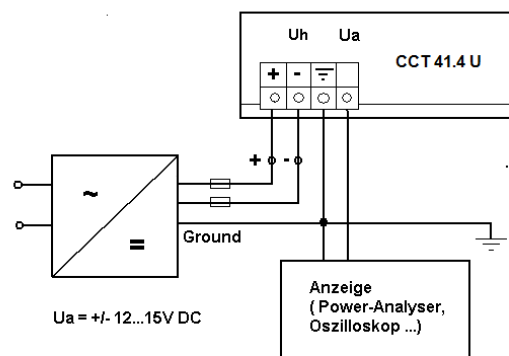 Uh Ua
CCT 41.4 U
+ -
+ -
~
=
Ground
Anzeige
( Power-Analyser,
Oszilloskop ...)
Ua = +/- 12...15V DC